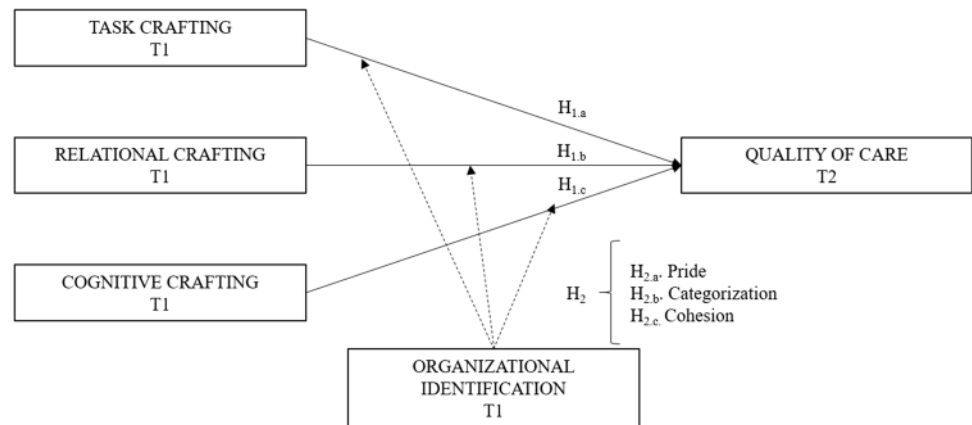 TASK CRAFTING
T1
H1.a
RELATIONAL CRAFTING
T1
H1.b
QUALITY OF CARE
T2
H1.c
COGNITIVE CRAFTING
T1
H2
H2.a. Pride
H2.b. Categorization
H2.c. Cohesion
ORGANIZATIONAL
IDENTIFICATION
T1